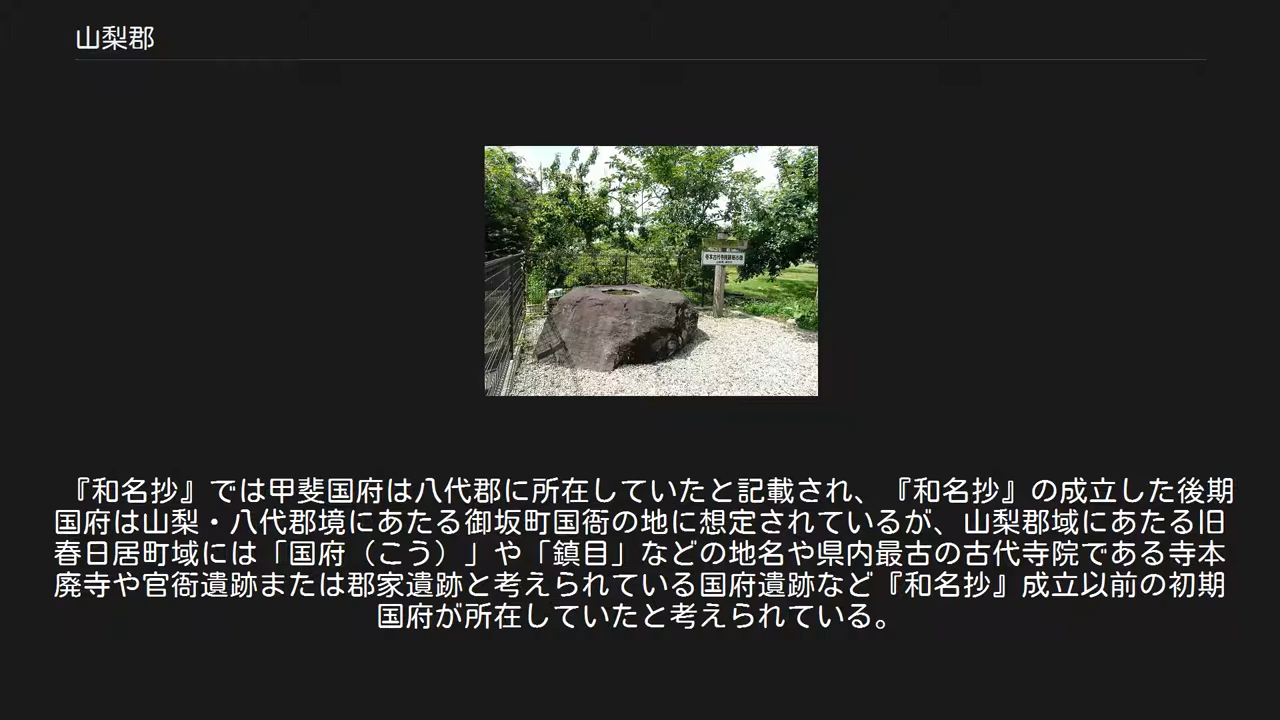 山梨郡
『和名抄』では甲斐国府は八代郡に所在していたと記載され、『和名抄』の成立した後期
国府は山梨・八代郡境にあたる御坂町国衙の地に想定されているが、山梨郡域にあたる旧
春日居町域には「国府（こう）」や「鎮目」などの地名や県内最古の古代寺院である寺本
廃寺や官衙遺跡または郡家遺跡と考えられている国府遺跡など『和名抄』成立以前の初期
国府が所在していたと考えられている。